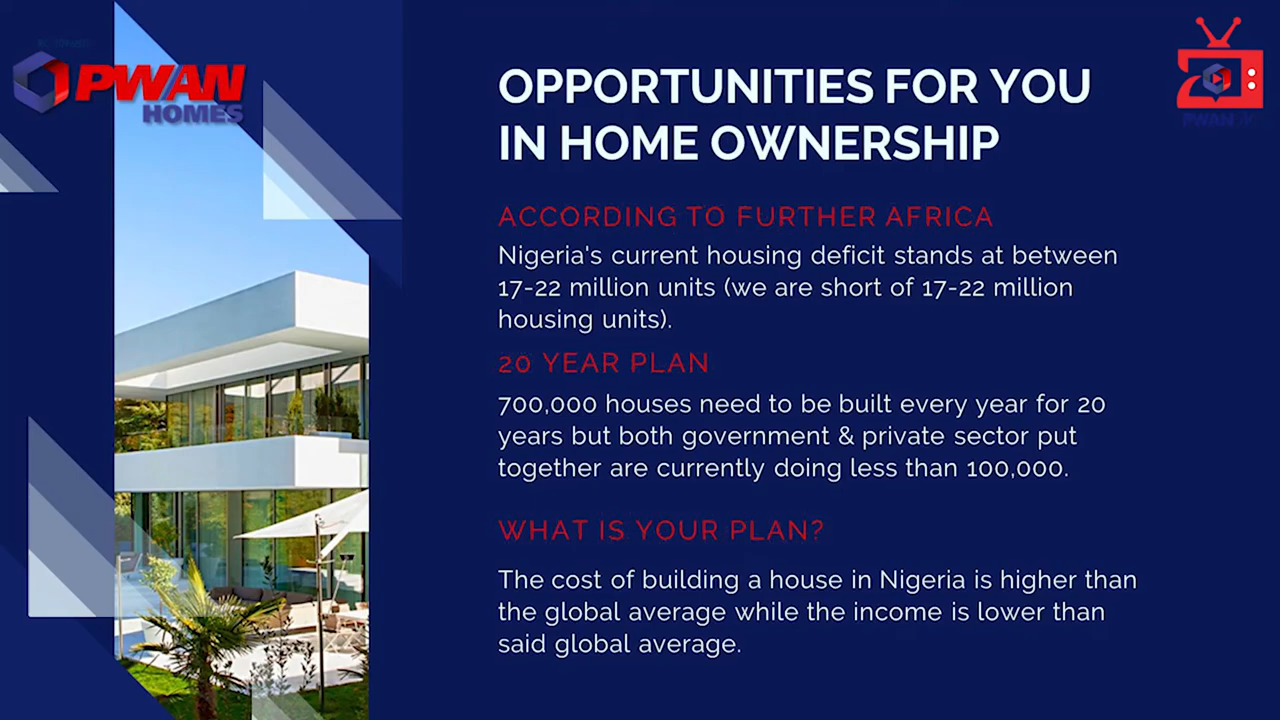 PWAN
HOMES
OPPORTUNITIES FOR YOU
IN HOME OWNERSHIP
ACCORDING TO FURTHER AFRICA
Nigeria's current housing deficit stands at between
17-22 million units (we are short of 17-22 million
housing units).
20 YEAR PLAN
700,000 houses need to be built every year for 20
years but both government & private sector put
together are currently doing less than 100,000.
WHAT IS YOUR PLAN?
The cost of building a house in Nigeria is higher than
the global average while the income is lower than
said global average.
PWAN